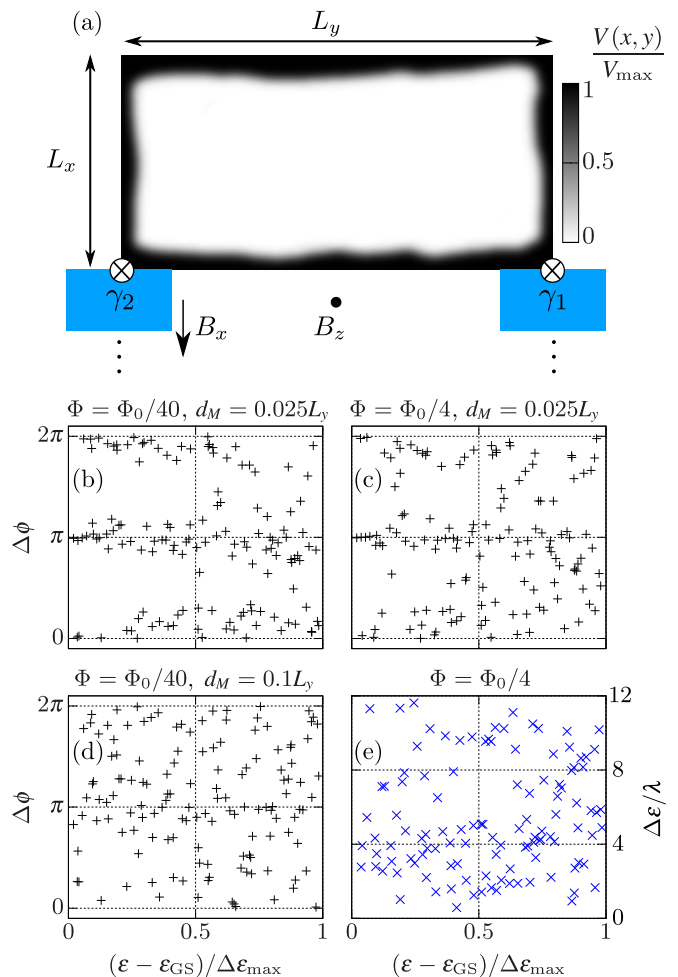 (a)
L_y
V(x, y)
V_max
L_x
1
0.5
0
γ_2
γ_1
B_x
B_z
Φ = Φ_0/40, d_M = 0.025L_y
Φ = Φ_0/4, d_M = 0.025L_y
2π
(b)
(c)
Δϕ
π
0
Φ = Φ_0/40, d_M = 0.1L_y
Φ = Φ_0/4
2π
12
(d)
(e)
8
Δϕ
π
Δε/λ
4
0
0
0
0.5
1
0
0.5
1
(ε − ε_GS)/Δε_max
(ε − ε_GS)/Δε_max